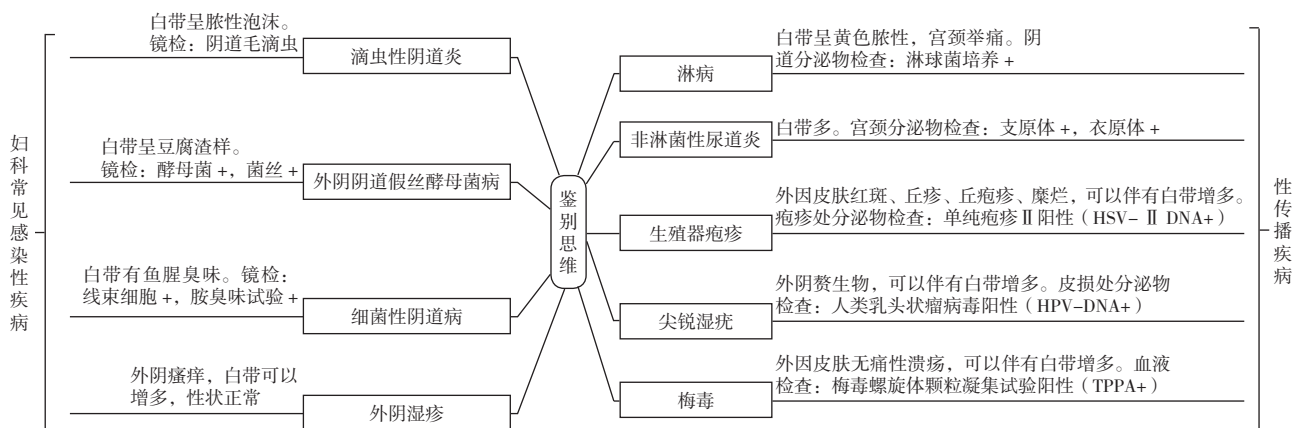 妇科常见感染性疾病
白带呈脓性泡沫。
镜检：阴道毛滴虫
滴虫性阴道炎
白带呈豆腐渣样。
镜检：酵母菌 +，菌丝 +
外阴阴道假丝酵母菌病
白带有鱼腥臭味。镜检：
线束细胞 +，胺臭味试验 +
细菌性阴道病
外阴瘙痒，白带可以
增多，性状正常
外阴湿疹
鉴别思维
淋病
白带呈黄色脓性，宫颈举痛。阴
道分泌物检查：淋球菌培养 +
非淋菌性尿道炎
白带多。宫颈分泌物检查：支原体 +，衣原体 +
生殖器疱疹
外因皮肤红斑、丘疹、丘疱疹、糜烂，可以伴有白带增多。
疱疹处分泌物检查：单纯疱疹Ⅱ阳性（HSV-Ⅱ DNA+）
尖锐湿疣
外阴赘生物，可以伴有白带增多。皮损处分泌物
检查：人类乳头状瘤病毒阳性（HPV-DNA+）
梅毒
外因皮肤无痛性溃疡，可以伴有白带增多。血液
检查：梅毒螺旋体颗粒凝集试验阳性（TPPA+）
性传播疾病